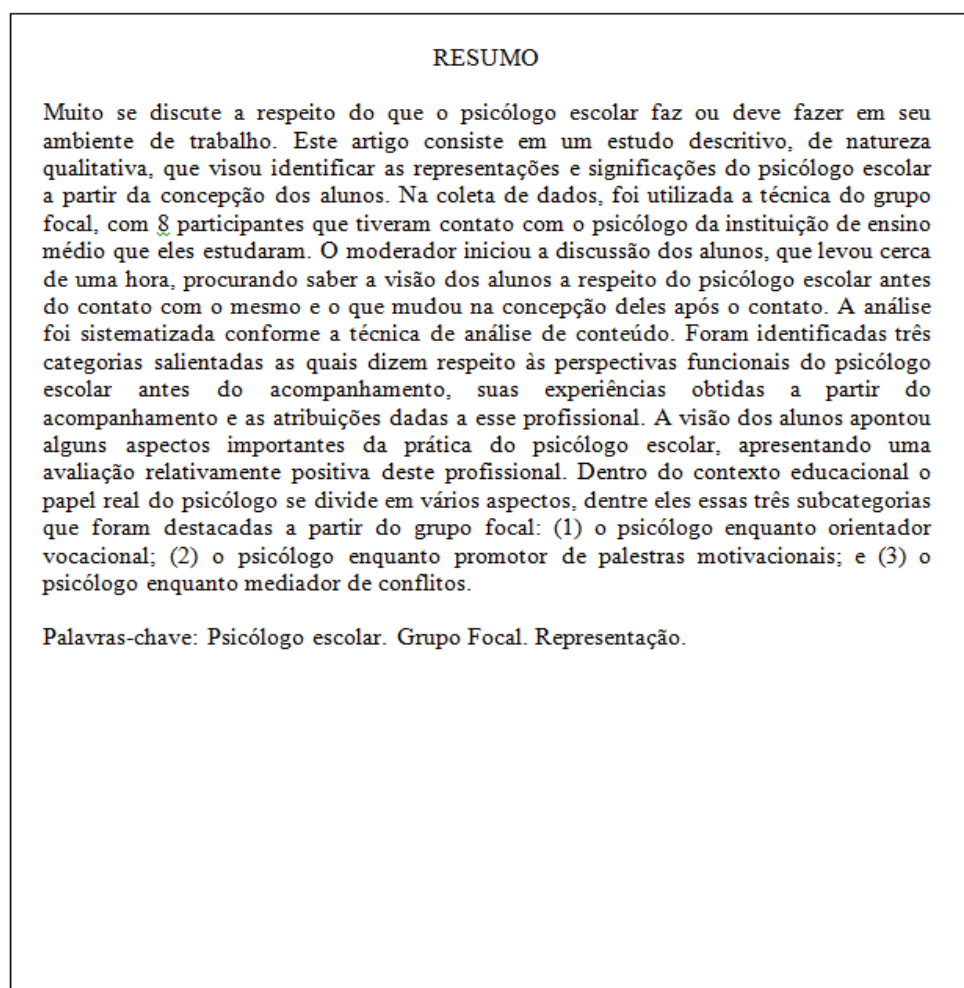 RESUMO
Muito se discute a respeito do que o psicólogo escolar faz ou deve fazer em seu
ambiente de trabalho. Este artigo consiste em um estudo descritivo, de natureza
qualitativa, que visou identificar as representações e significações do psicólogo escolar
a partir da concepção dos alunos. Na coleta de dados, foi utilizada a técnica do grupo
focal, com 8 participantes que tiveram contato com o psicólogo da instituição de ensino
médio que eles estudaram. O moderador iniciou a discussão dos alunos, que levou cerca
de uma hora, procurando saber a visão dos alunos a respeito do psicólogo escolar antes
do contato com o mesmo e o que mudou na concepção deles após o contato. A análise
foi sistematizada conforme a técnica de análise de conteúdo. Foram identificadas três
categorias salientadas as quais dizem respeito às perspectivas funcionais do psicólogo
escolar antes do acompanhamento, suas experiências obtidas a partir do
acompanhamento e as atribuições dadas a esse profissional. A visão dos alunos apontou
alguns aspectos importantes da prática do psicólogo escolar, apresentando uma
avaliação relativamente positiva deste profissional. Dentro do contexto educacional o
papel real do psicólogo se divide em vários aspectos, dentre eles essas três subcategorias
que foram destacadas a partir do grupo focal: (1) o psicólogo enquanto orientador
vocacional; (2) o psicólogo enquanto promotor de palestras motivacionais; e (3) o
psicólogo enquanto mediador de conflitos.
Palavras-chave: Psicólogo escolar. Grupo Focal. Representação.